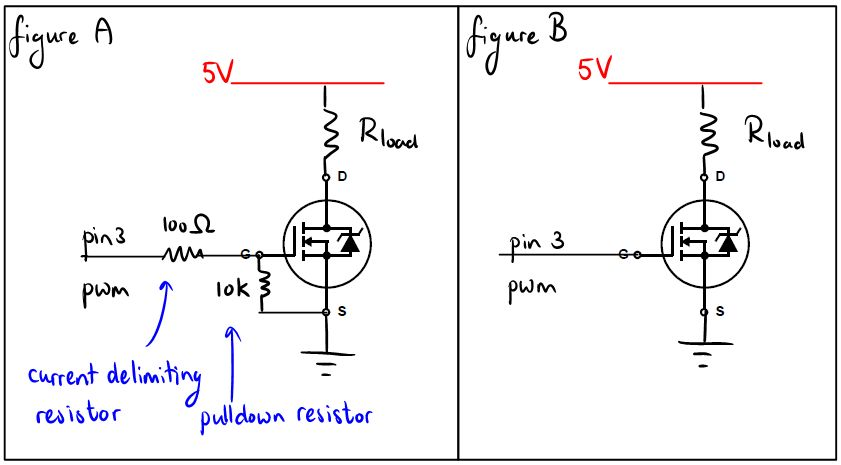 figure A
5V
Rload
D
100Ω
pin3
G
pwm
10k
S
current delimiting
resistor
pulldown resistor
figure B
5V
Rload
D
pin 3
G
pwm
S